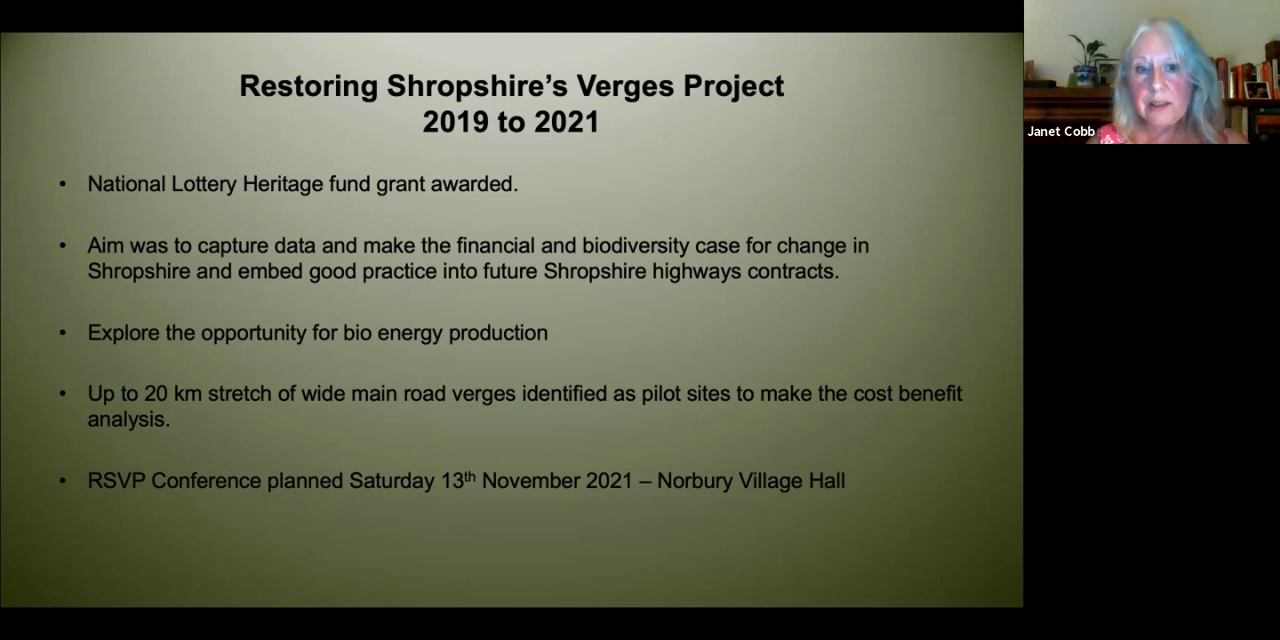 Restoring Shropshire’s Verges Project
2019 to 2021
• National Lottery Heritage fund grant awarded.
• Aim was to capture data and make the financial and biodiversity case for change in
Shropshire and embed good practice into future Shropshire highways contracts.
• Explore the opportunity for bio energy production
• Up to 20 km stretch of wide main road verges identified as pilot sites to make the cost benefit
analysis.
• RSVP Conference planned Saturday 13th November 2021 – Norbury Village Hall
Janet Cobb